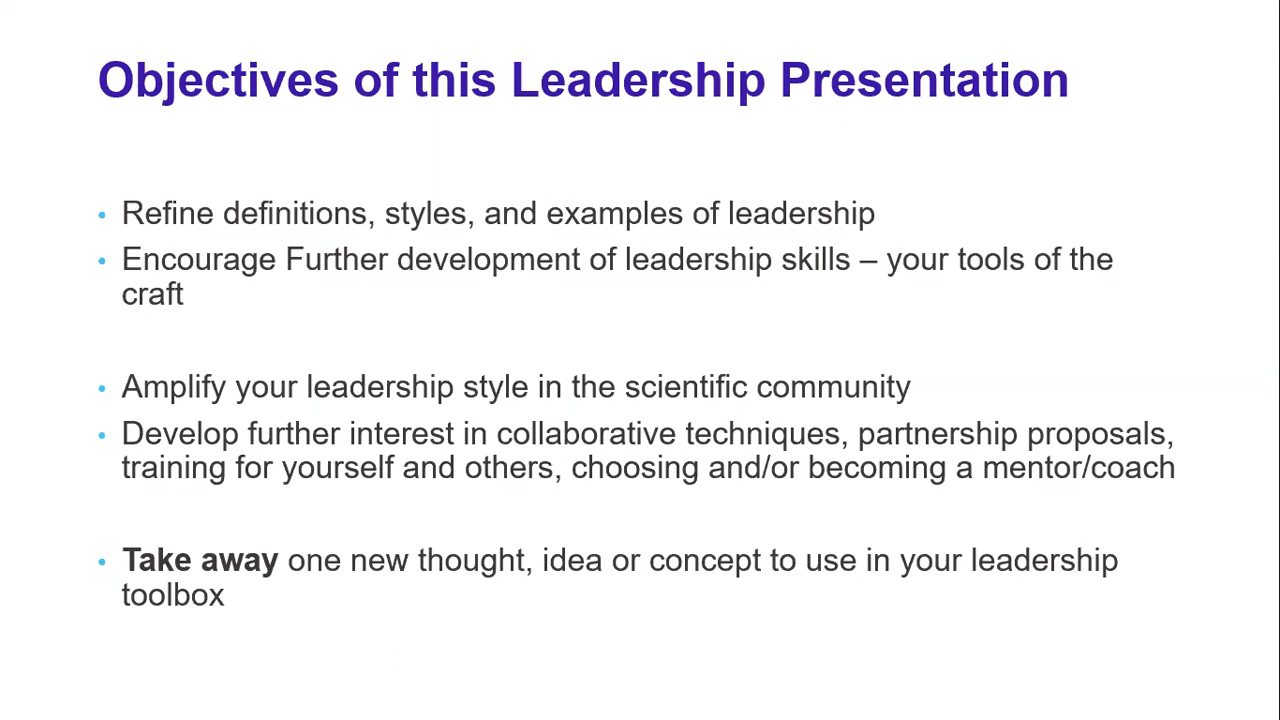 Objectives of this Leadership Presentation
• Refine definitions, styles, and examples of leadership
• Encourage Further development of leadership skills – your tools of the
craft
• Amplify your leadership style in the scientific community
• Develop further interest in collaborative techniques, partnership proposals,
training for yourself and others, choosing and/or becoming a mentor/coach
• Take away one new thought, idea or concept to use in your leadership
toolbox